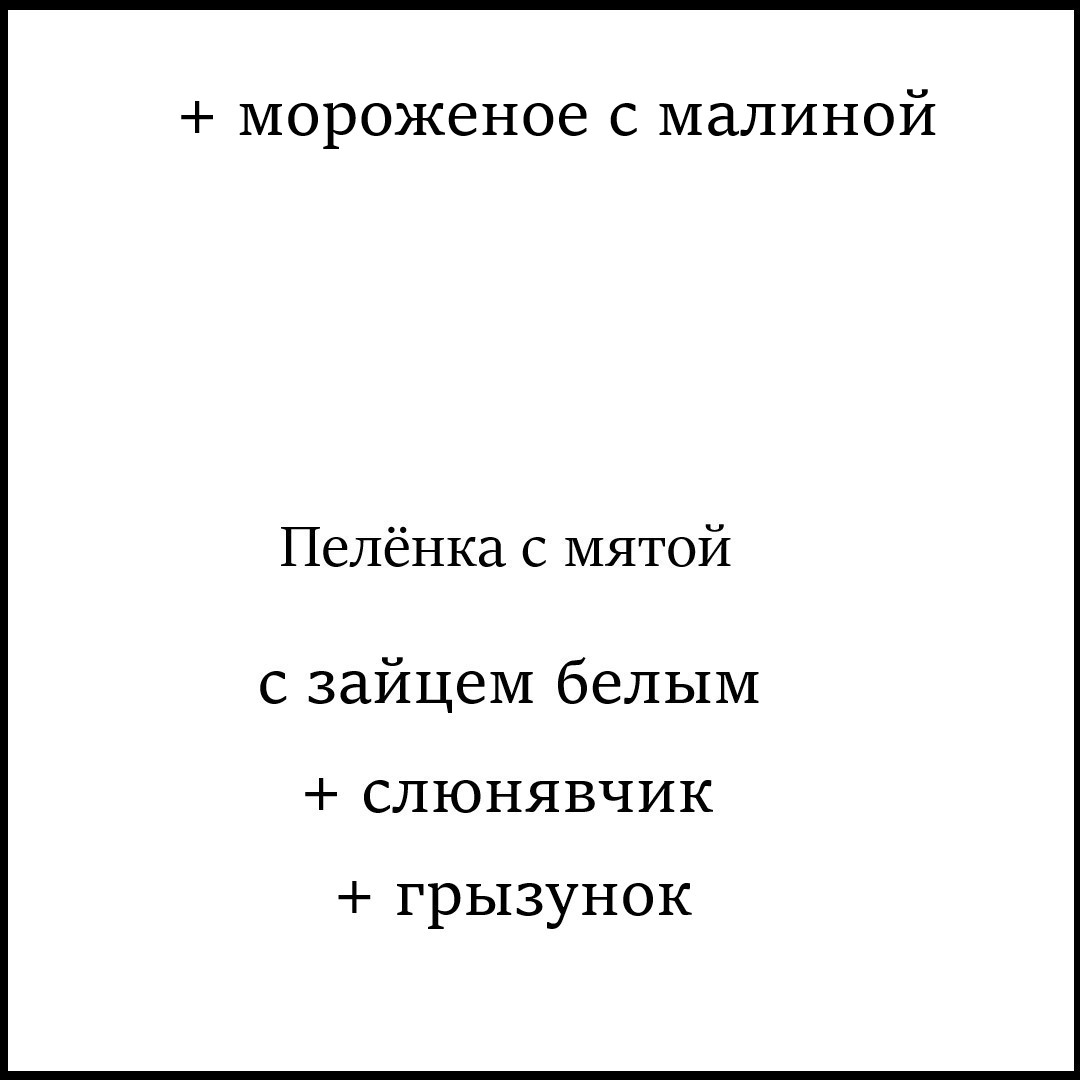 + мороженое с малиной
Пелёнка с мятой
с зайцем белым
+ слюнявчик
+ грызунок